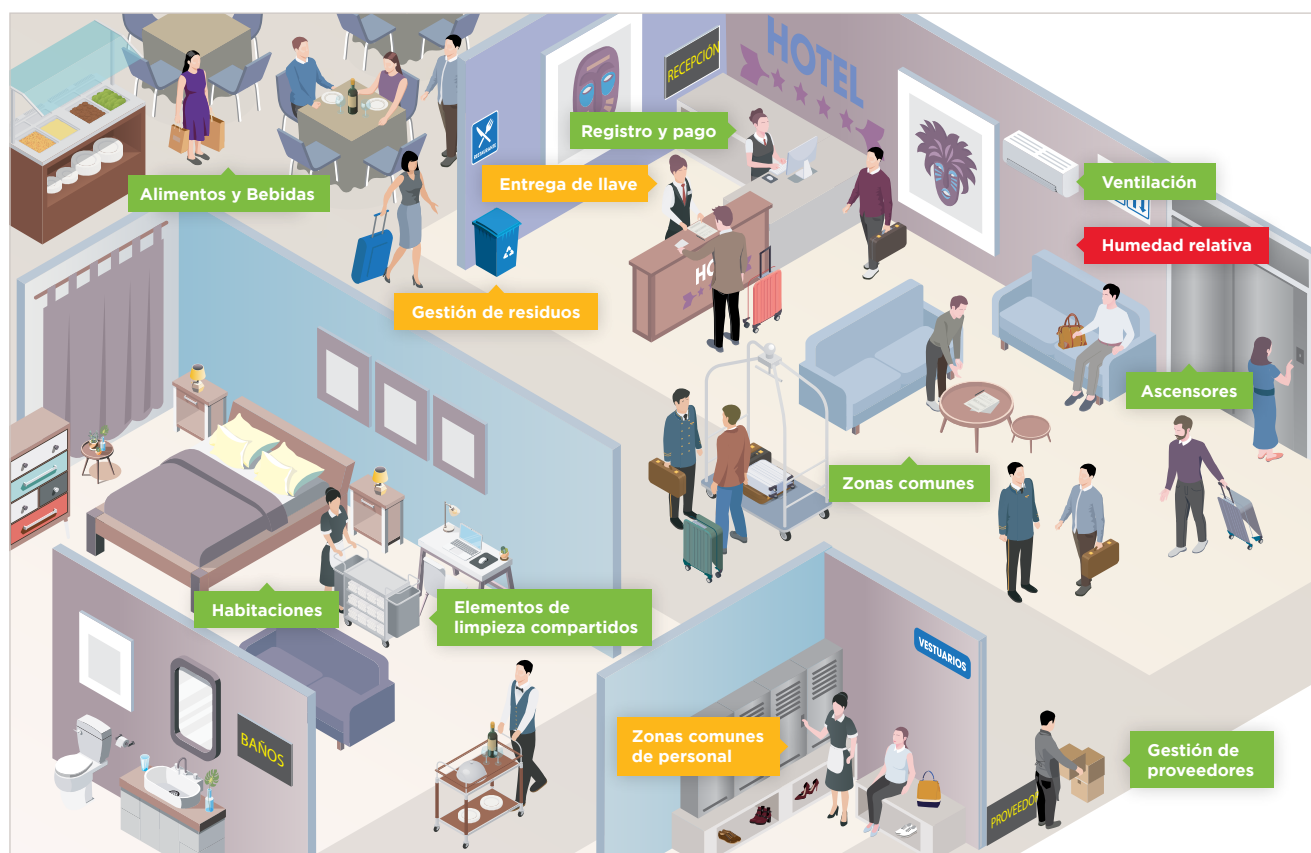 HOTEL
RECEPCIÓN
Registro y pago
RESTAURANTE
Entrega de llave
Ventilación
Alimentos y Bebidas
Humedad relativa
Gestión de residuos
Ascensores
Zonas comunes
Habitaciones
Elementos de
limpieza compartidos
VESTUARIOS
BAÑOS
Zonas comunes
de personal
Gestión de
proveedores